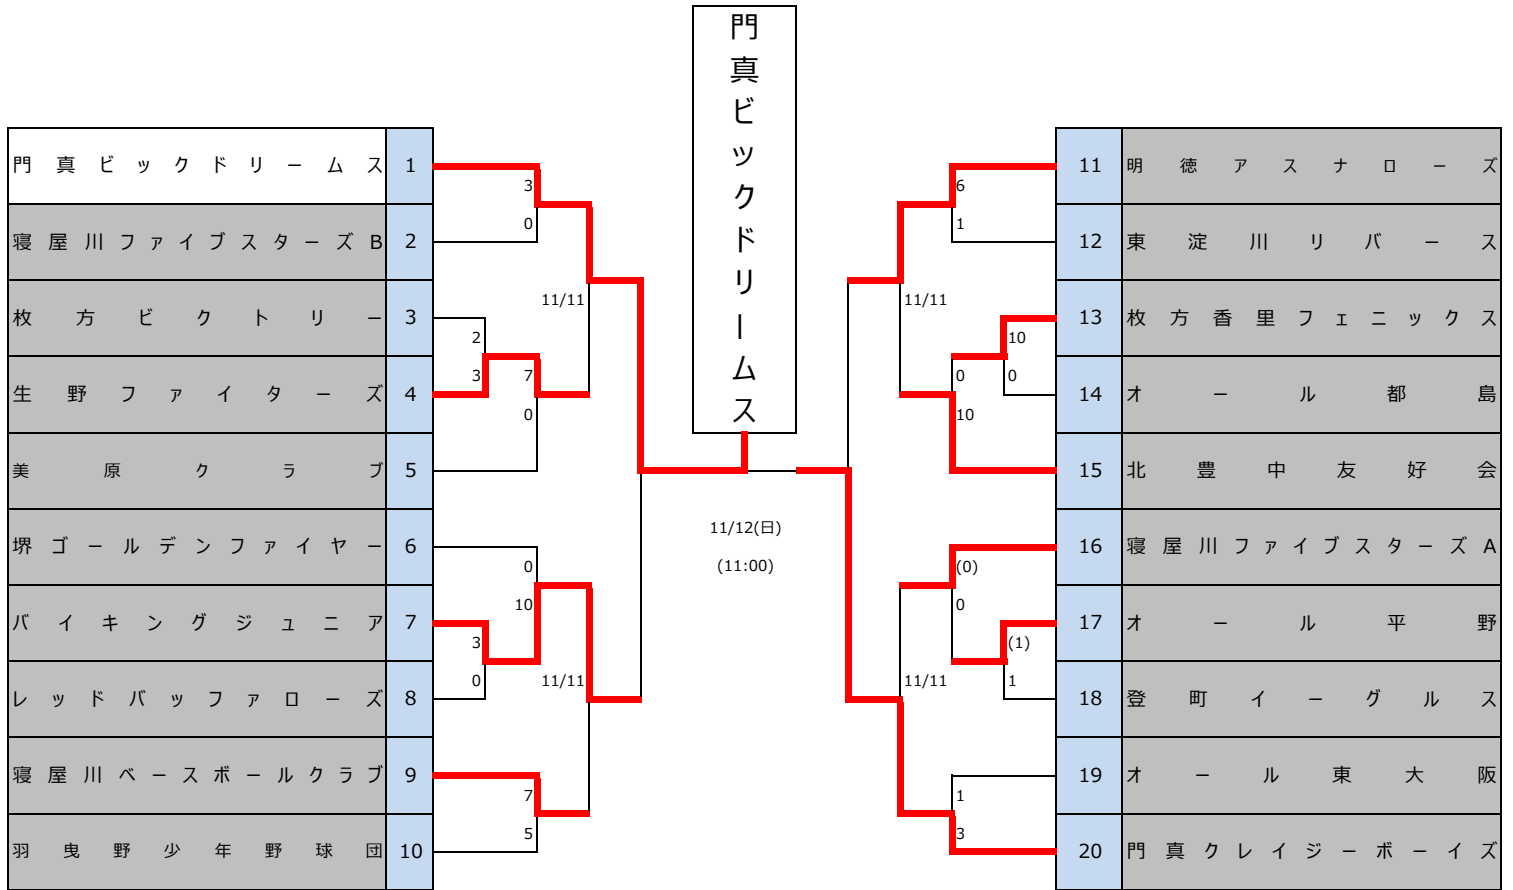 門真ビックドリームス
門真ビックドリームス 1
寝屋川ファイブスターズB 2
枚方ビクトリー 3
生野ファイターズ 4
美原クラブ 5
堺ゴールデンファイヤー 6
バイキングジュニア 7
レッドバッファローズ 8
寝屋川ベースボールクラブ 9
羽曳野少年野球団 10
3
0
11/11
2
3
7
0
0
10
3
0
11/11
7
5
11/12(日)
(11:00)
6
1
11/11
10
0
0
10
(0)
0
(1)
11/11
1
1
3
11 明徳アスナローズ
12 東淀川リバース
13 枚方香里フェニックス
14 オール都島
15 北豊中友好会
16 寝屋川ファイブスターズA
17 オール平野
18 登町イーグルス
19 オール東大阪
20 門真クレイジーボーイズ